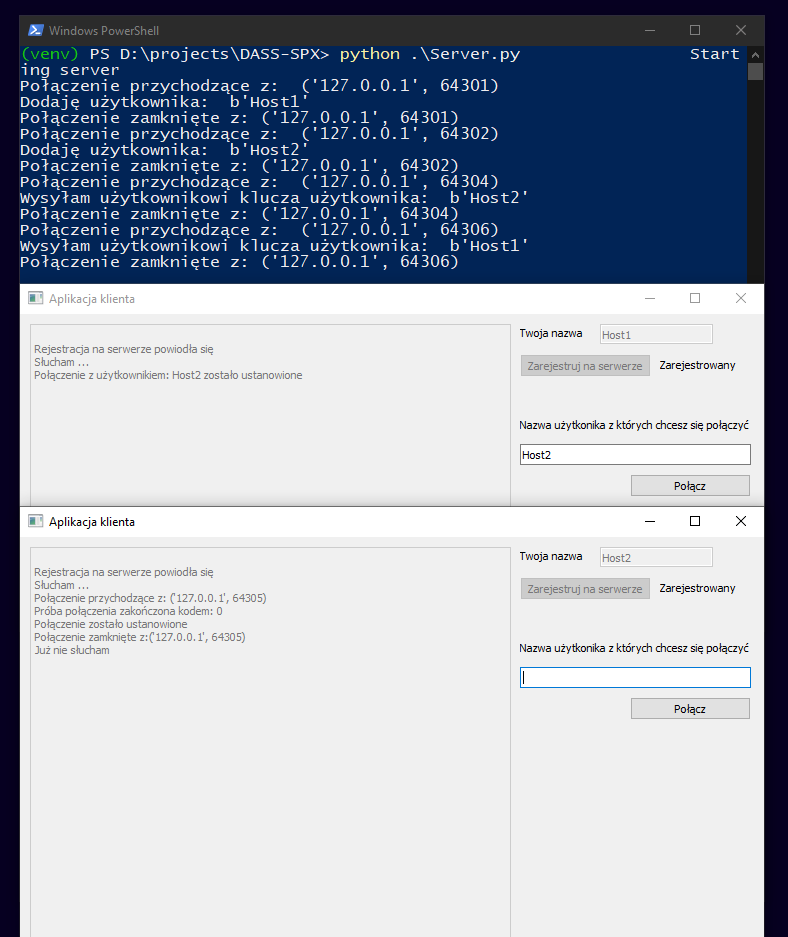 Windows PowerShell
(venv) PS D:\projects\DASS-SPX> python .\Server.py Start
ing server
Połączenie przychodzące z:  ('127.0.0.1', 64301)
Dodaję użytkownika:  b'Host1'
Połączenie zamknięte z: ('127.0.0.1', 64301)
Połączenie przychodzące z:  ('127.0.0.1', 64302)
Dodaję użytkownika:  b'Host2'
Połączenie zamknięte z: ('127.0.0.1', 64302)
Połączenie przychodzące z:  ('127.0.0.1', 64304)
Wysyłam użytkownikowi klucza użytkownika:  b'Host2'
Połączenie zamknięte z: ('127.0.0.1', 64304)
Połączenie przychodzące z:  ('127.0.0.1', 64306)
Wysyłam użytkownikowi klucza użytkownika:  b'Host1'
Połączenie zamknięte z: ('127.0.0.1', 64306)
Aplikacja klienta
Rejestracja na serwerze powiodła się
Słucham ...
Połączenie z użytkownikiem: Host2 zostało ustanowione
Twoja nazwa Host1
Zarejestruj na serwerze Zarejestrowany
Nazwa użytkonika z których chcesz się połączyć
Host2
Połącz
Aplikacja klienta
Rejestracja na serwerze powiodła się
Słucham ...
Połączenie przychodzące z: ('127.0.0.1', 64305)
Próba połączenia zakończona kodem: 0
Połączenie zostało ustanowione
Połączenie zamknięte z:('127.0.0.1', 64305)
Już nie słucham
Twoja nazwa Host2
Zarejestruj na serwerze Zarejestrowany
Nazwa użytkonika z których chcesz się połączyć
Połącz